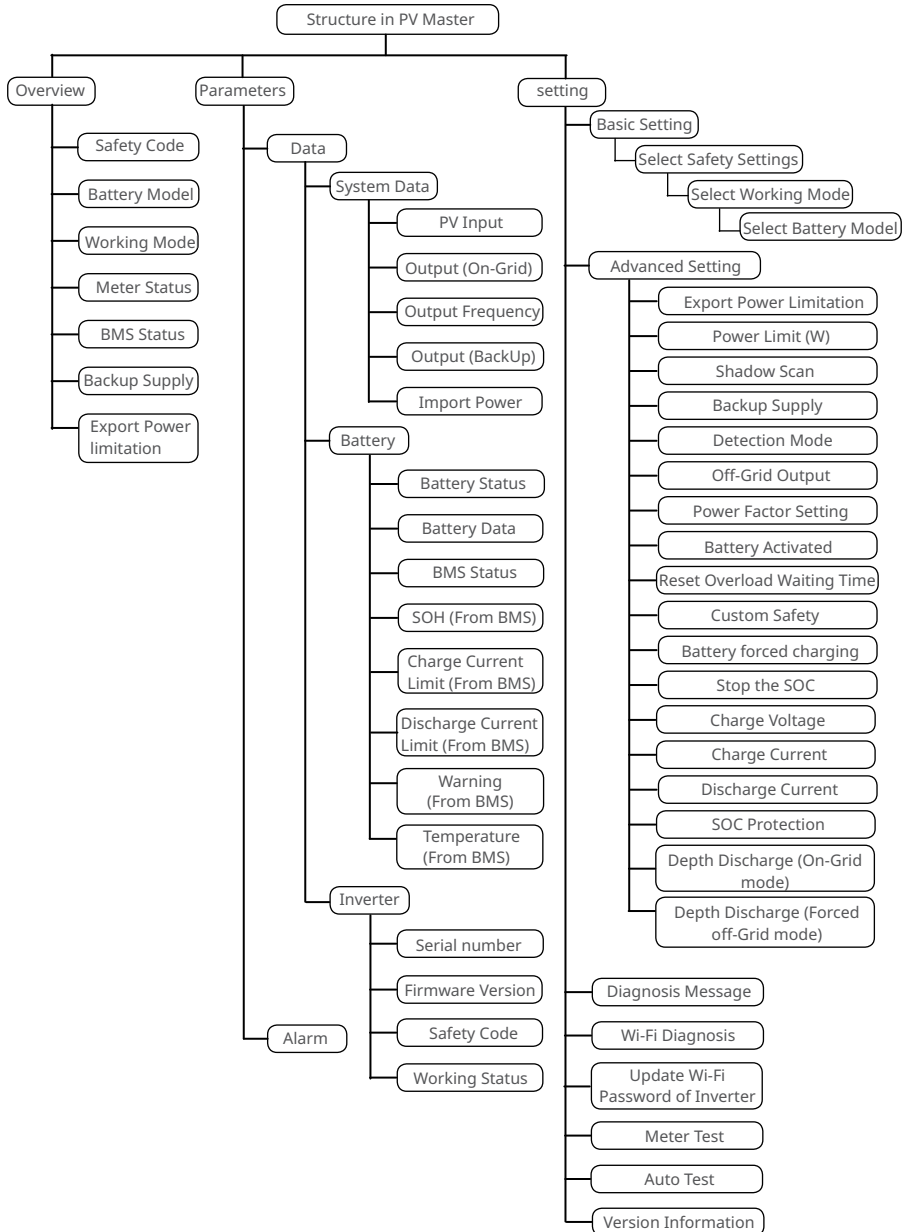 Structure in PV Master
Overview
Safety Code
Battery Model
Working Mode
Meter Status
BMS Status
Backup Supply
Export Power
limitation
Parameters
Data
System Data
PV Input
Output (On-Grid)
Output Frequency
Output (BackUp)
Import Power
Battery
Battery Status
Battery Data
BMS Status
SOH (From BMS)
Charge Current
Limit (From BMS)
Discharge Current
Limit (From BMS)
Warning
(From BMS)
Temperature
(From BMS)
Inverter
Serial number
Firmware Version
Safety Code
Working Status
Alarm
setting
Basic Setting
Select Safety Settings
Select Working Mode
Select Battery Model
Advanced Setting
Export Power Limitation
Power Limit (W)
Shadow Scan
Backup Supply
Detection Mode
Off-Grid Output
Power Factor Setting
Battery Activated
Reset Overload Waiting Time
Custom Safety
Battery forced charging
Stop the SOC
Charge Voltage
Charge Current
Discharge Current
SOC Protection
Depth Discharge (On-Grid
mode)
Depth Discharge (Forced
off-Grid mode)
Diagnosis Message
Wi-Fi Diagnosis
Update Wi-Fi
Password of Inverter
Meter Test
Auto Test
Version Information